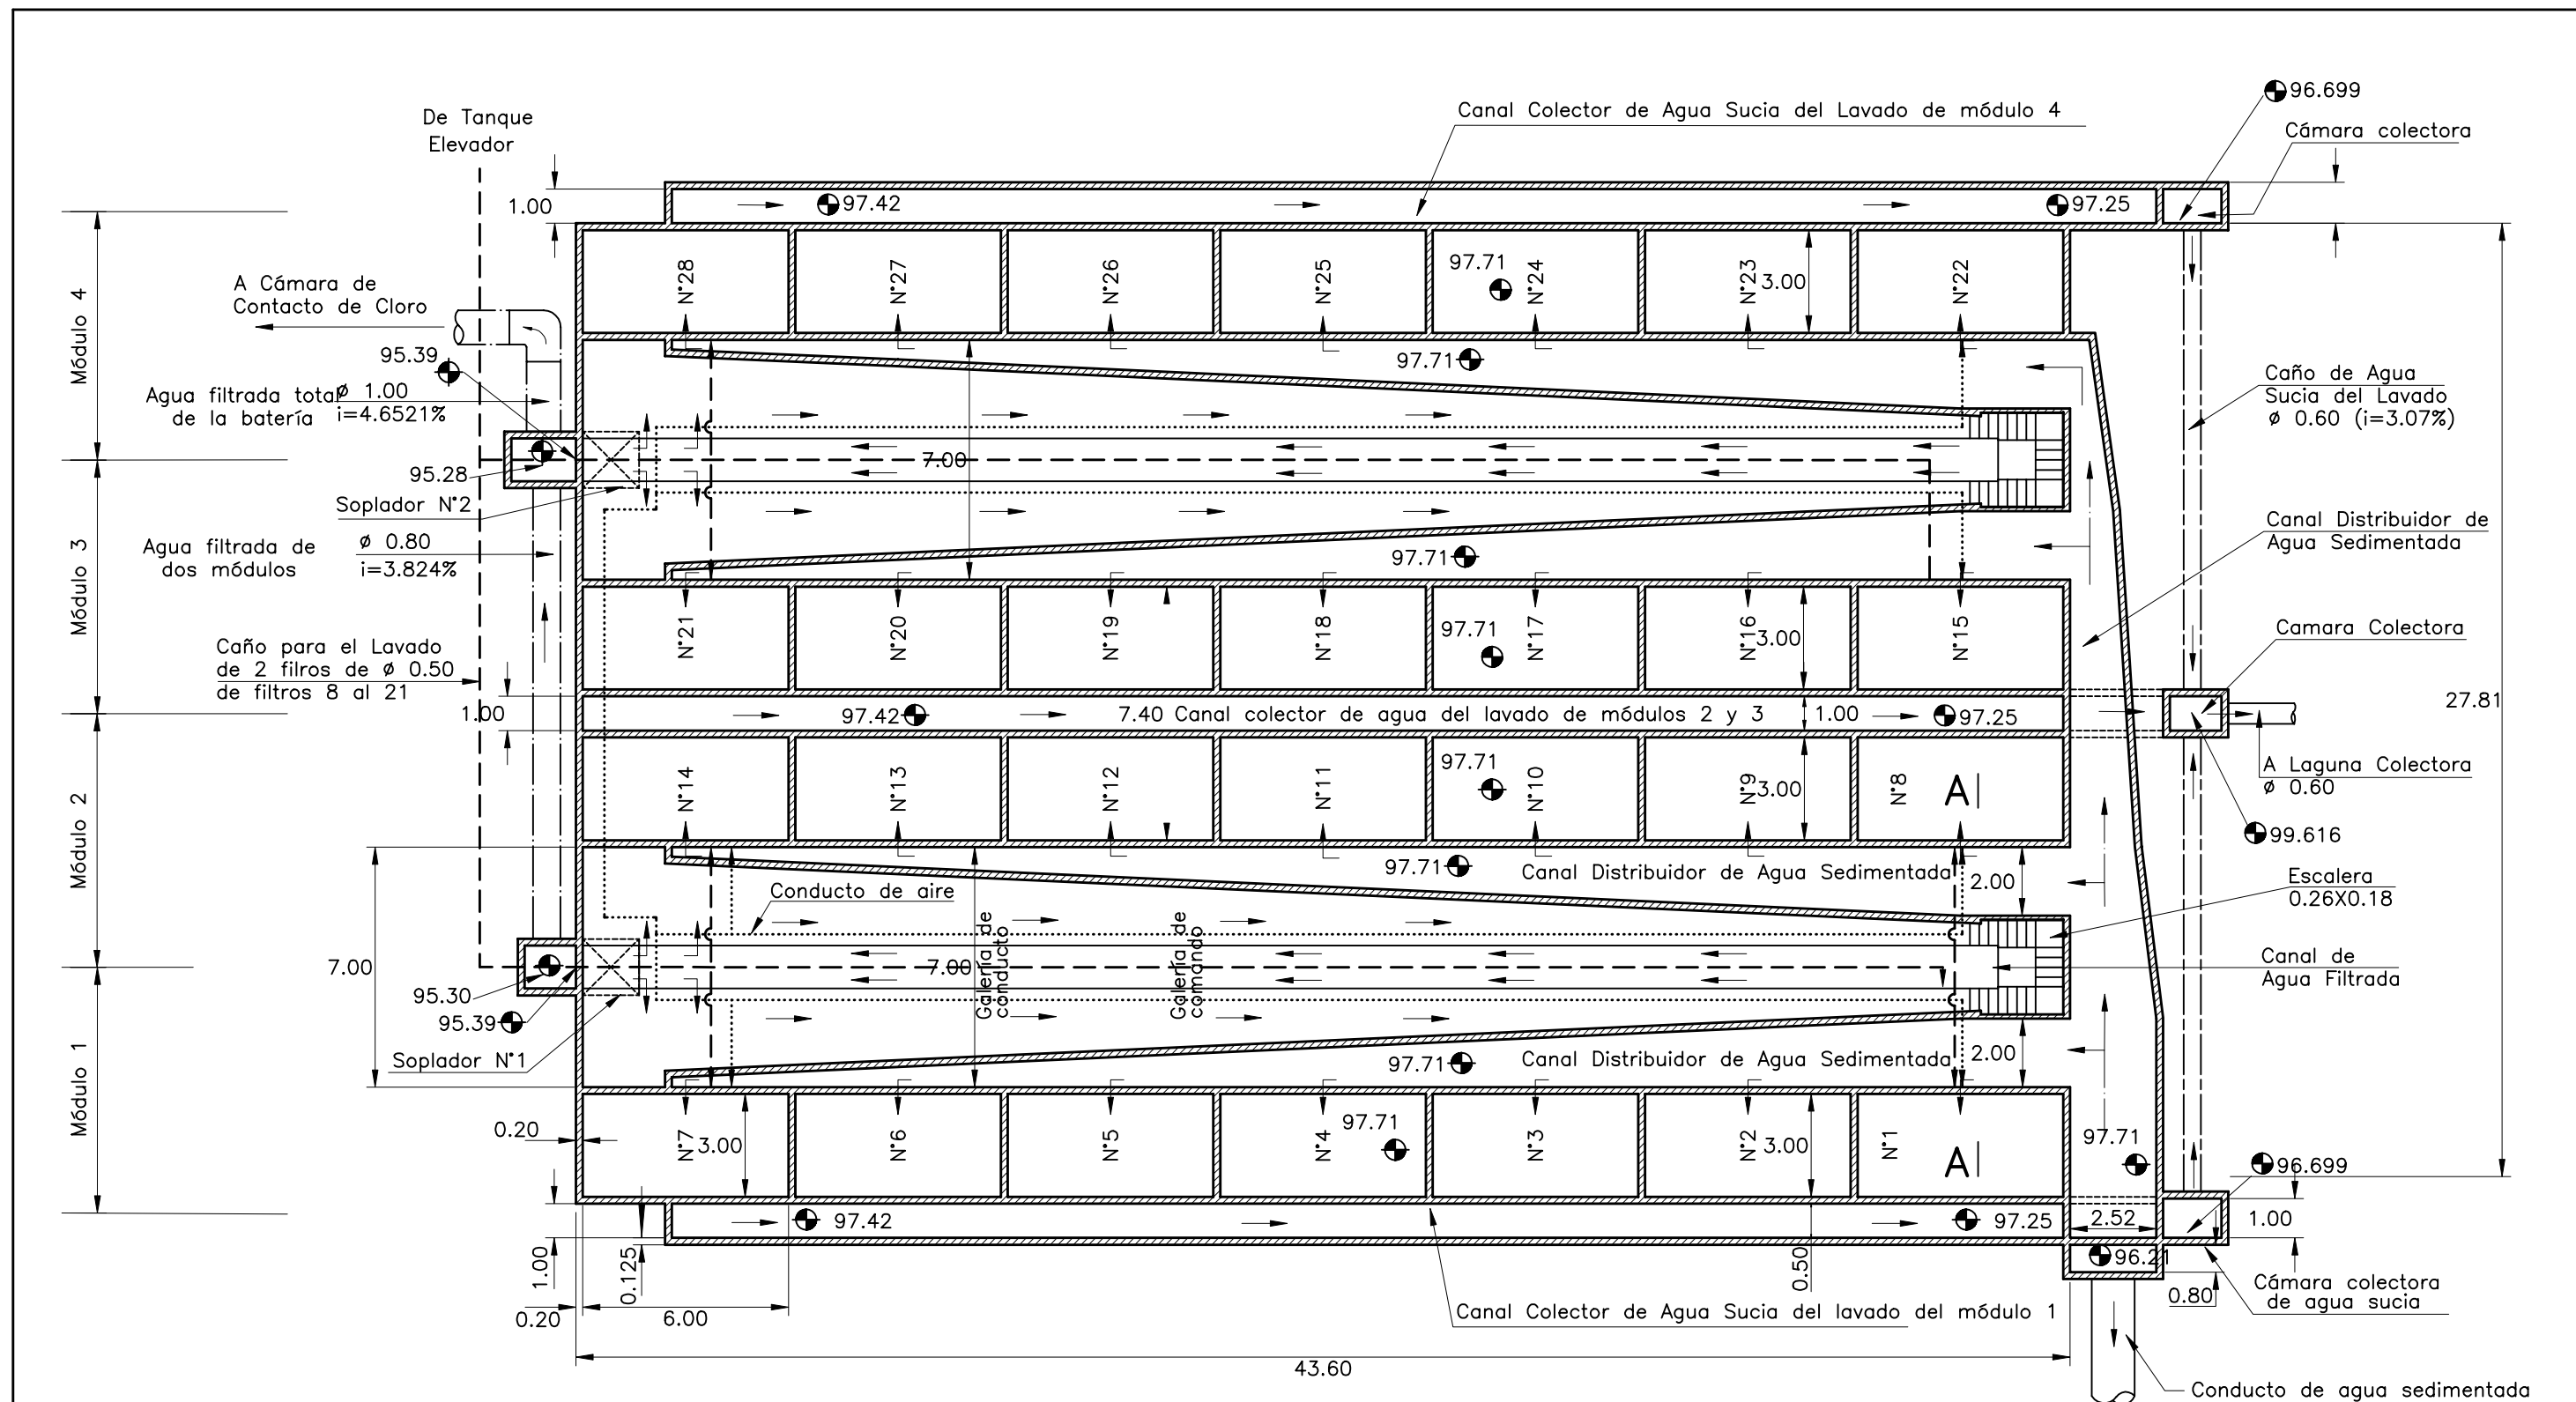 De Tanque
Elevador
Canal Colector de Agua Sucia del Lavado de módulo 4
96.699
Cámara colectora
1.00
97.42
97.25
Módulo 4
A Cámara de
Contacto de Cloro
N°28
N°27
N°26
N°25
97.71
N°24
N°23
3.00
N°22
95.39
Agua filtrada total
de la batería
ø 1.00
i=4.6521%
97.71
Caño de Agua
Sucia del Lavado
ø 0.60 (i=3.07%)
95.28
7.00
Soplador N°2
Módulo 3
Agua filtrada de
dos módulos
ø 0.80
i=3.824%
97.71
Canal Distribuidor de
Agua Sedimentada
Caño para el Lavado
de 2 filros de ø 0.50
de filtros 8 al 21
N°21
N°20
N°19
N°18
97.71
N°17
N°16
3.00
N°15
Camara Colectora
1.00
97.42
7.40 Canal colector de agua del lavado de módulos 2 y 3
1.00
97.25
27.81
Módulo 2
N°14
N°13
N°12
N°11
97.71
N°10
N°9
3.00
N°8
A
A Laguna Colectora
ø 0.60
99.616
97.71
Canal Distribuidor de Agua Sedimentada
2.00
Escalera
0.26X0.18
Conducto de aire
7.00
7.00
Galería de
conducto
Galería de
comando
Canal de
Agua Filtrada
95.30
95.39
Soplador N°1
Módulo 1
97.71
Canal Distribuidor de Agua Sedimentada
2.00
0.20
N°7
3.00
N°6
N°5
N°4
97.71
N°3
N°2
3.00
N°1
A
97.71
96.699
97.42
97.25
2.52
1.00
1.00
0.125
0.50
96.21
0.20
6.00
Canal Colector de Agua Sucia del lavado del módulo 1
0.80
Cámara colectora
de agua sucia
43.60
Conducto de agua sedimentada